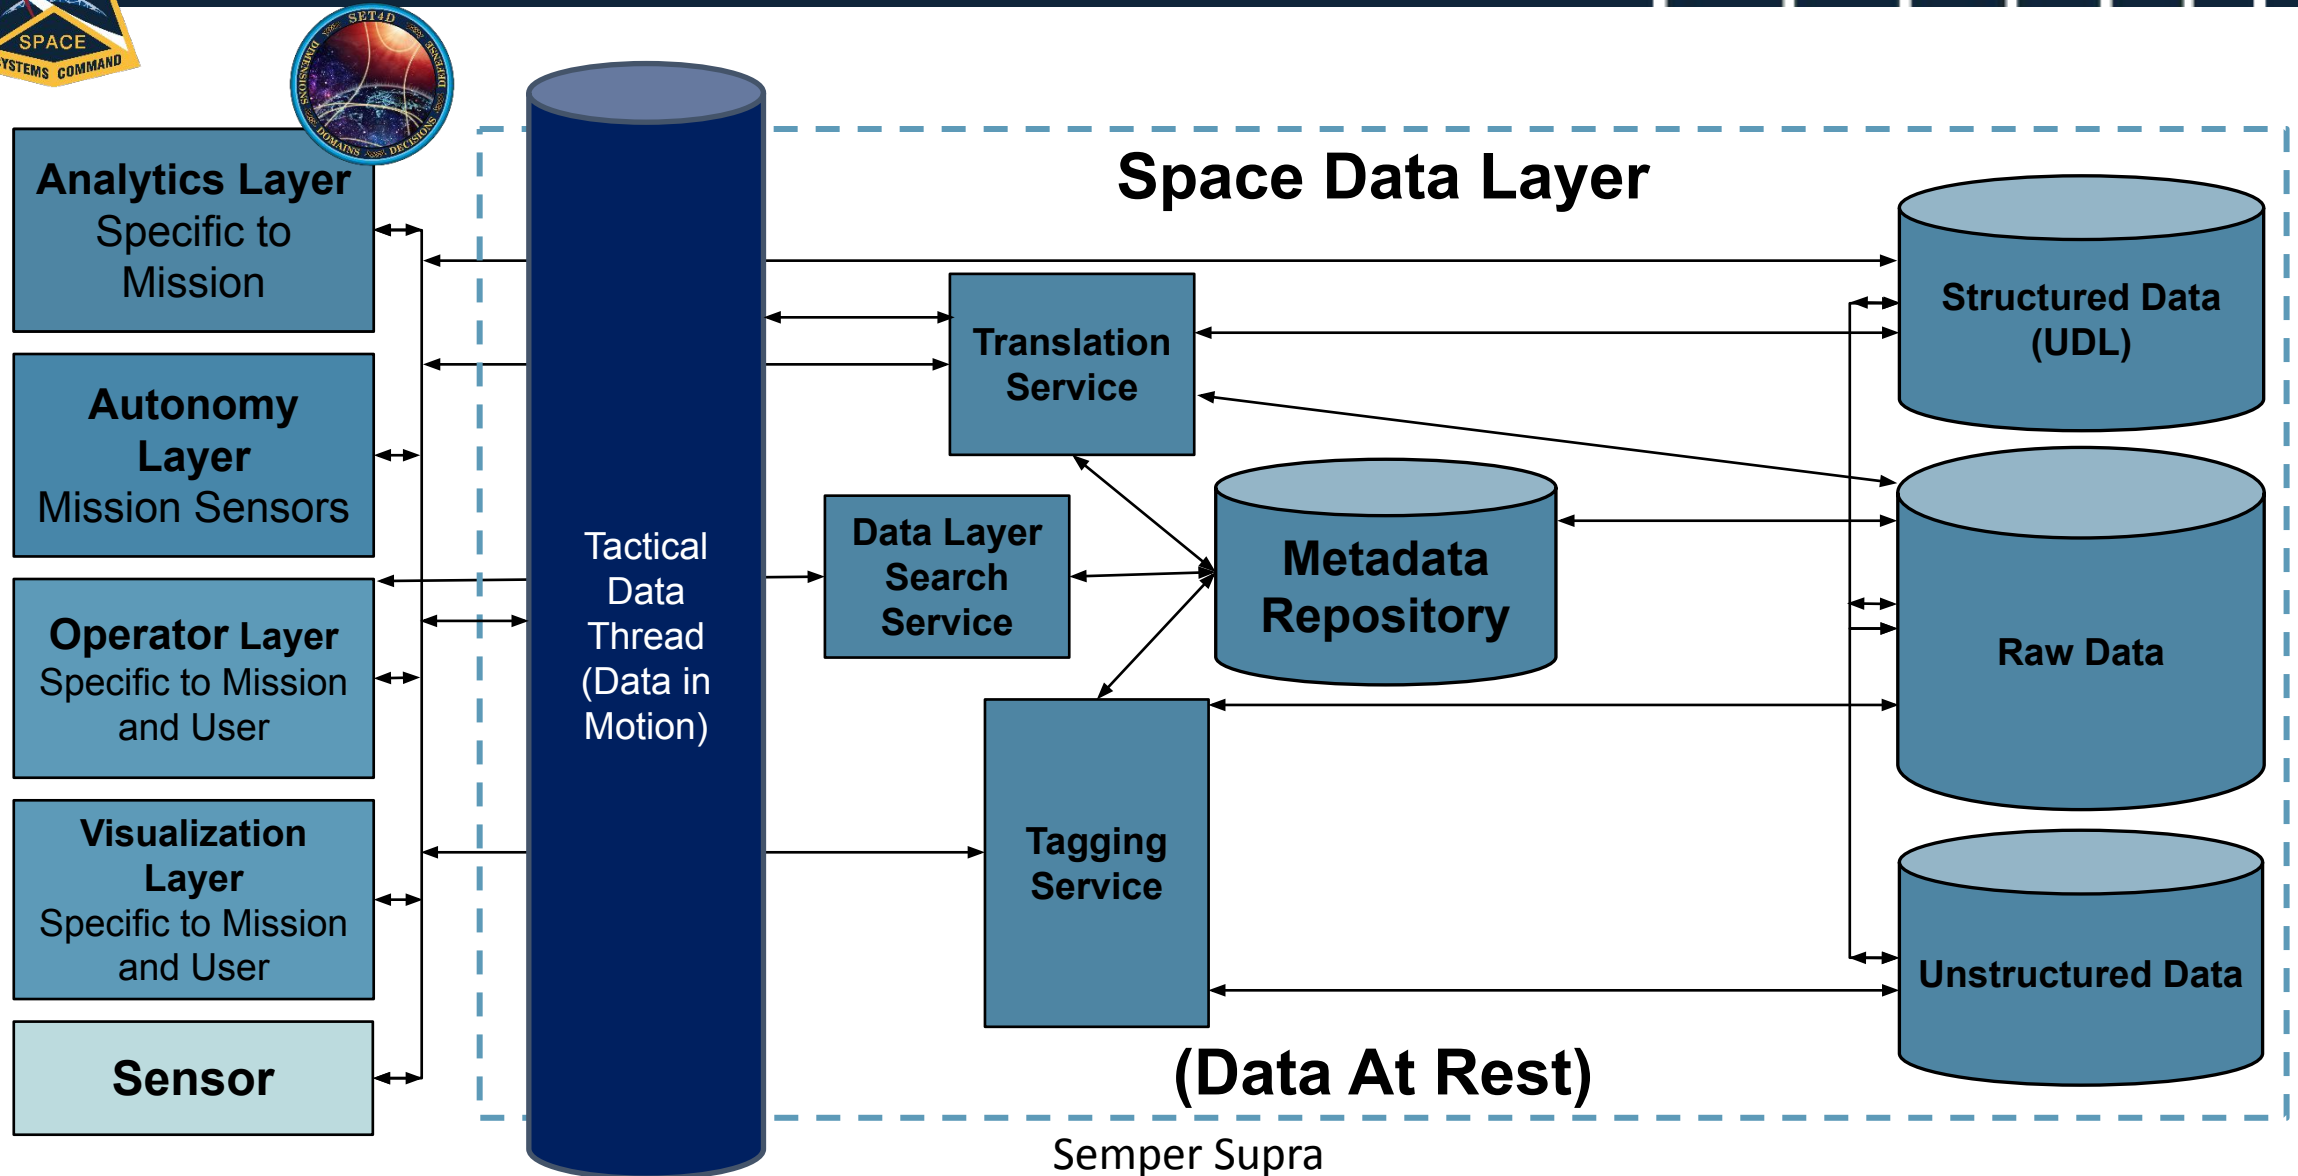 SPACE
SYSTEMS COMMAND
SET4D
DIMENSIONS
DEFENSE
DOMAINS
DECISIONS
Space Data Layer
Analytics Layer
Specific to
Mission
Autonomy
Layer
Mission Sensors
Operator Layer
Specific to Mission
and User
Visualization
Layer
Specific to Mission
and User
Sensor
Tactical
Data
Thread
(Data in
Motion)
Translation
Service
Data Layer
Search
Service
Metadata
Repository
Tagging
Service
Structured Data
(UDL)
Raw Data
Unstructured Data
(Data At Rest)
Semper Supra